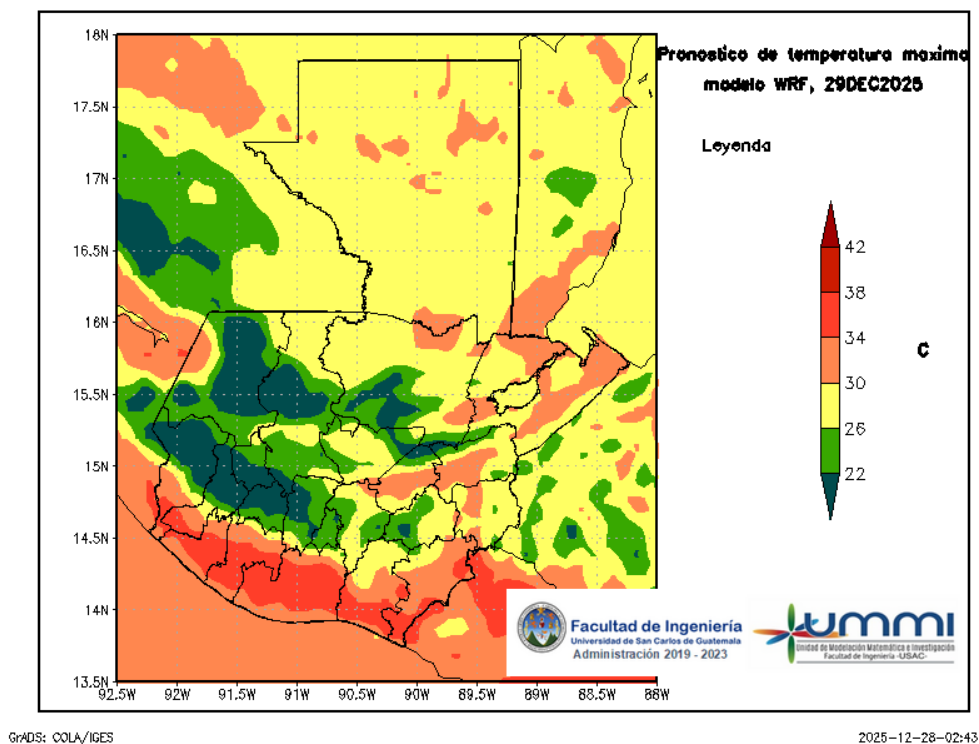 Pronostico de temperatura maxima
modelo WRF, 29DEC2025
Leyenda
42
38
34
30
26
22
C
18N
17.5N
17N
16.5N
16N
15.5N
15N
14.5N
14N
13.5N
92.5W 92W 91.5W 91W 90.5W 90W 89.5W 89W 88.5W 88W
Facultad de Ingeniería
Universidad de San Carlos de Guatemala
Administración 2019 - 2023
ummi
Unidad de Modelación Matemática e Investigación
Facultad de Ingeniería -USAC-
GrADS: COLA/IGES
2025-12-28-02:43